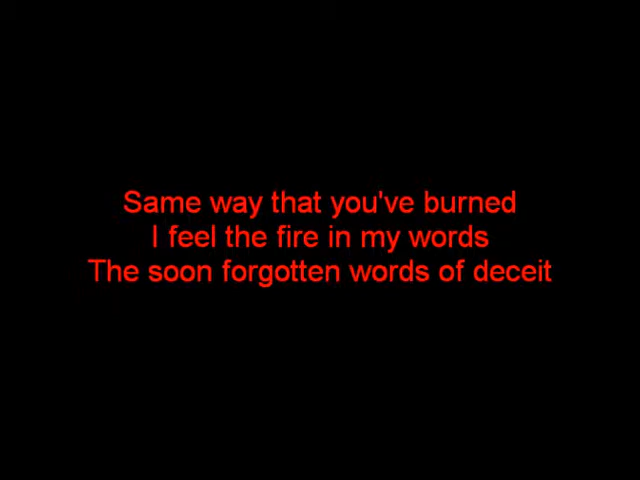 Same way that you've burned
I feel the fire in my words
The soon forgotten words of deceit